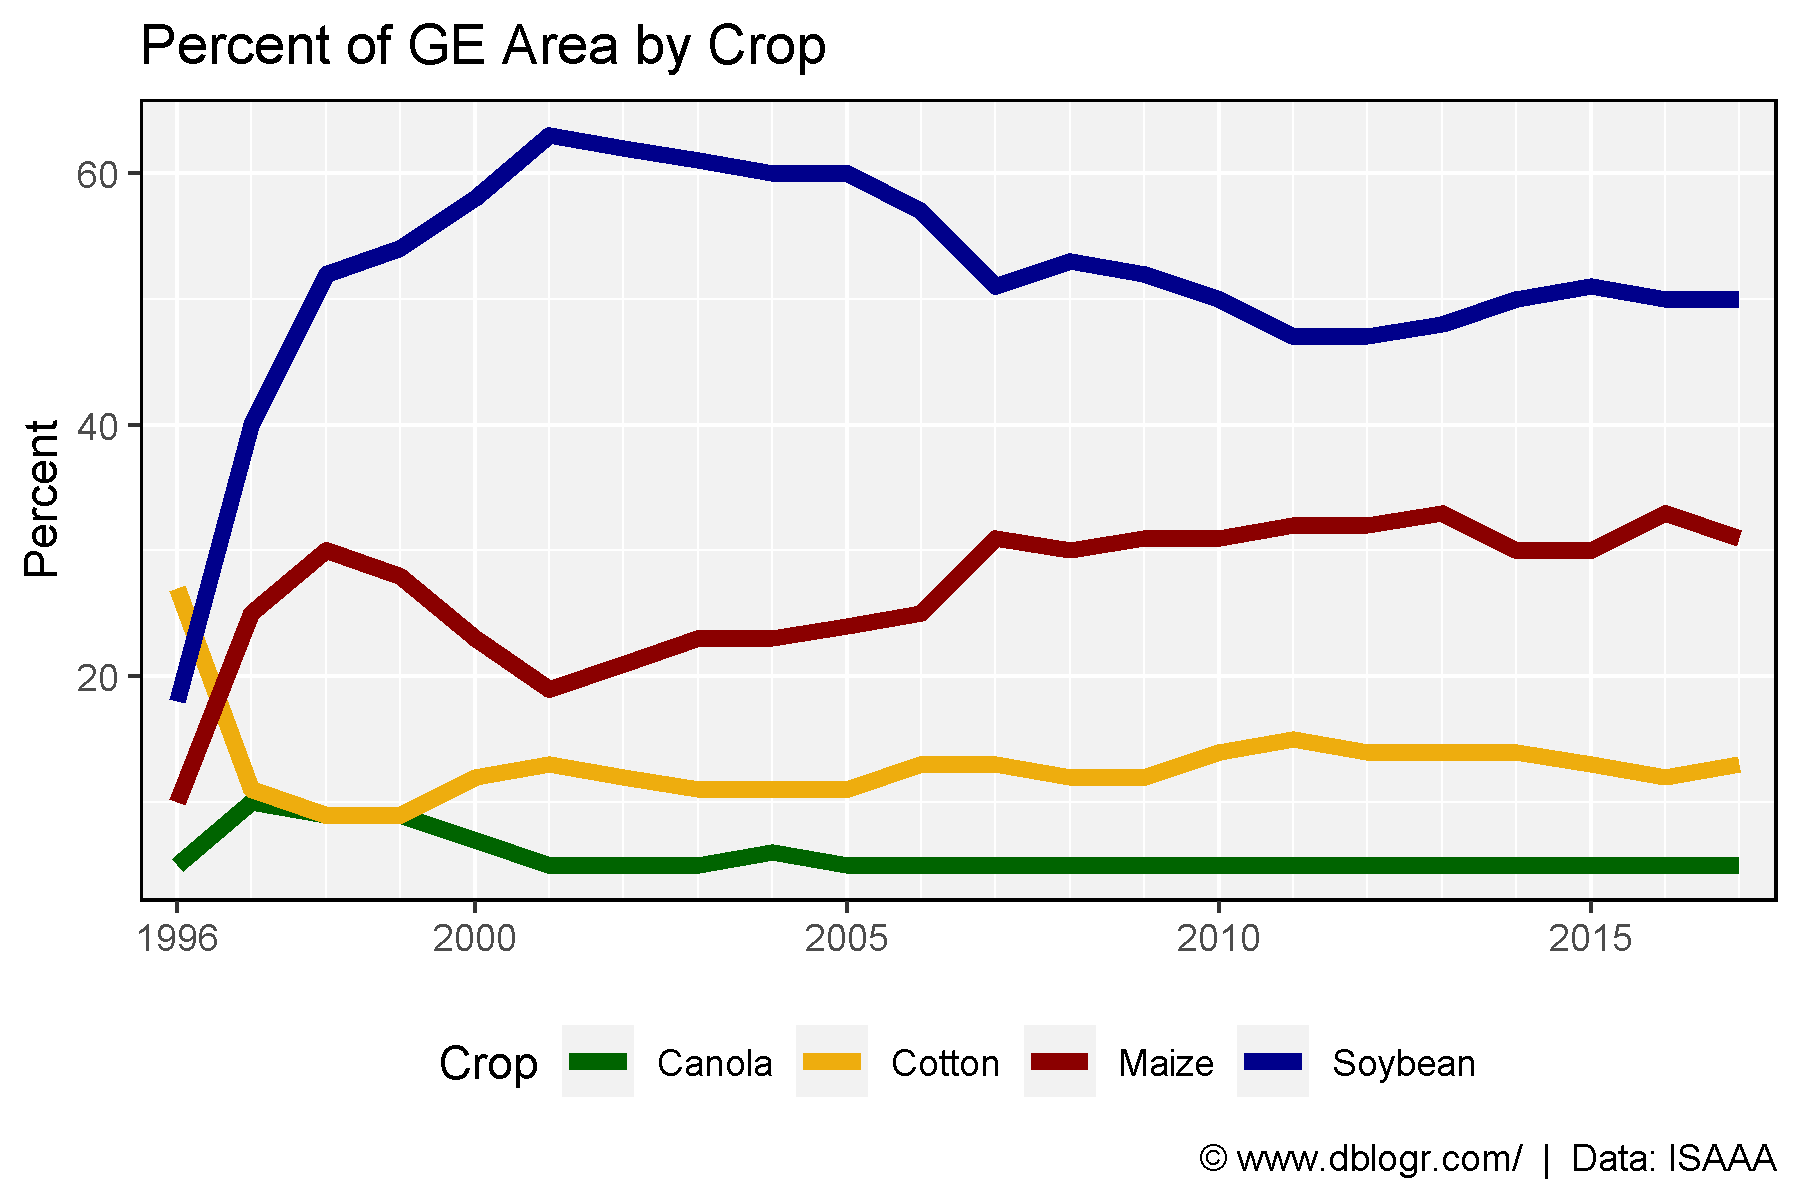 Percent of GE Area by Crop
Percent
60
40
20
1996 2000 2005 2010 2015
Crop Canola Cotton Maize Soybean
© www.dblogr.com/ | Data: ISAAA